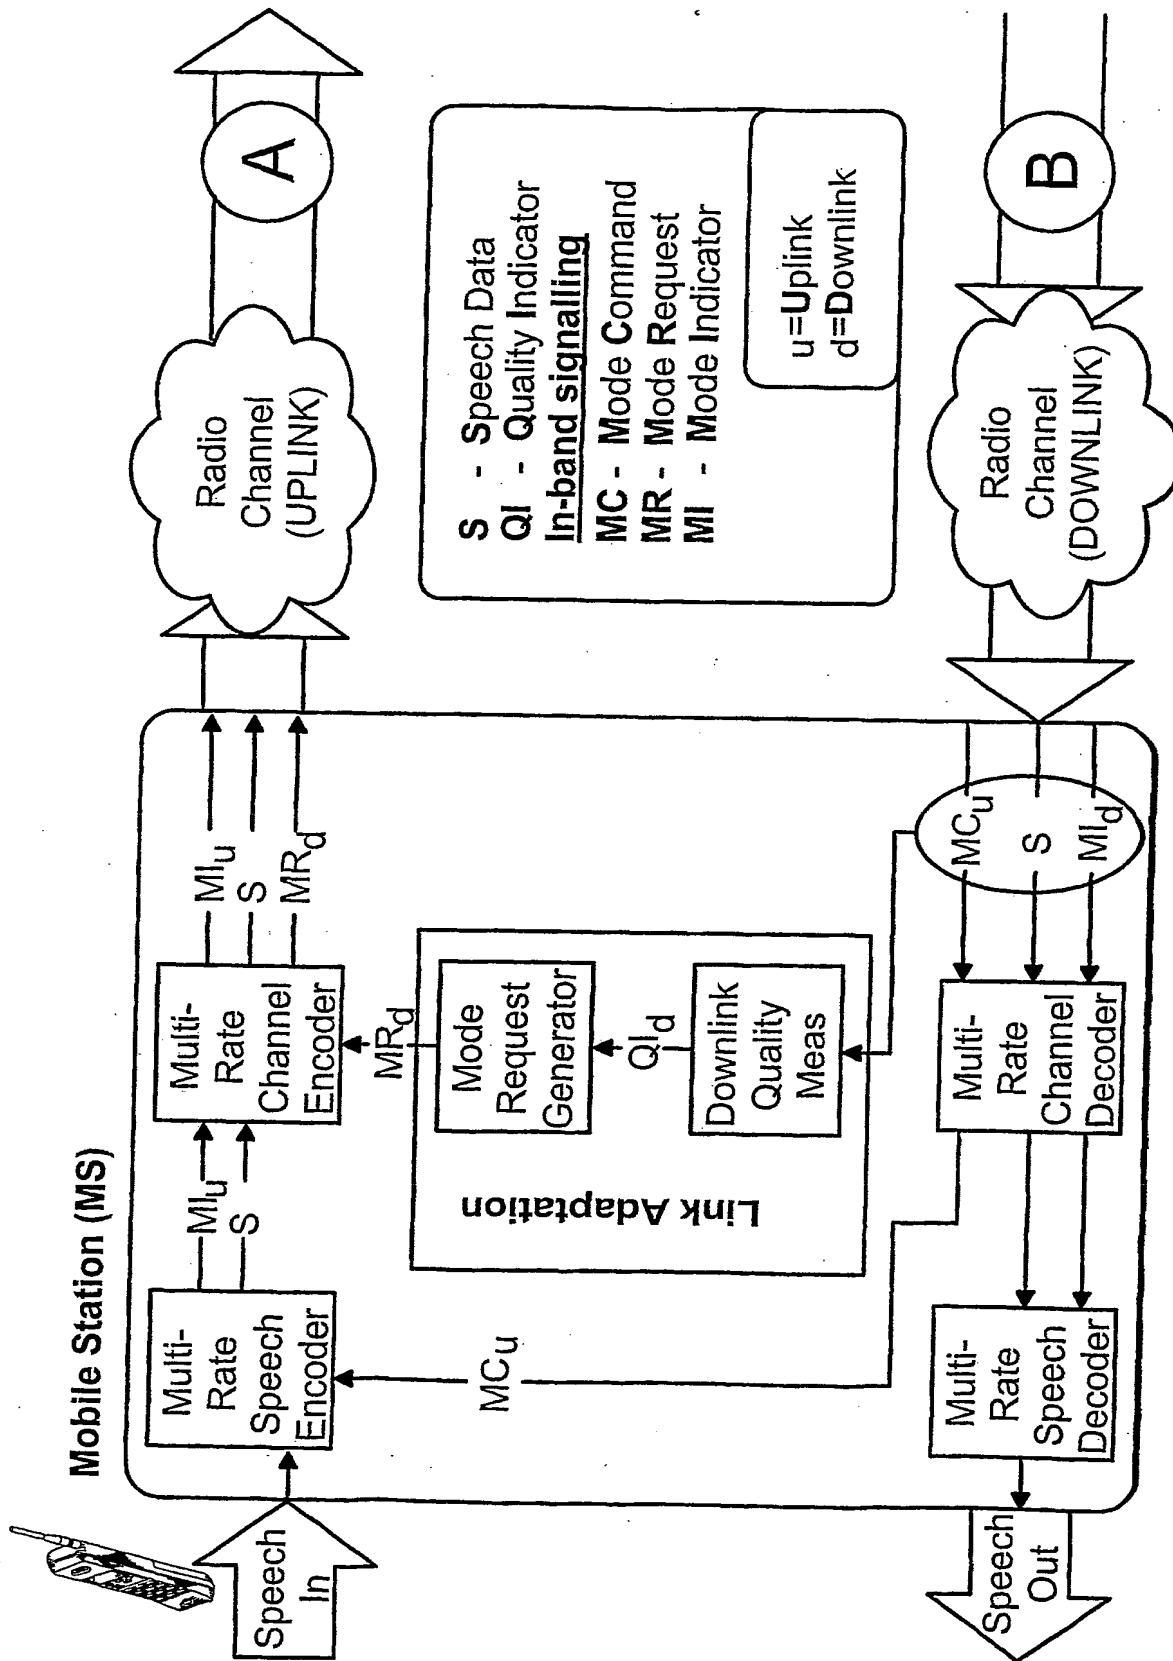 Mobile Station (MS)
Speech
In
Multi-
Rate
Speech
Encoder
MIu
S
Multi-
Rate
Channel
Encoder
MIu
S
MRd
Radio
Channel
(UPLINK)
A
MCu
Link Adaptation
MRd
Mode
Request
Generator
QId
Downlink
Quality
Meas
S - Speech Data
QI - Quality Indicator
In-band signalling
MC - Mode Command
MR - Mode Request
MI - Mode Indicator
u=Uplink
d=Downlink
Speech
Out
Multi-
Rate
Speech
Decoder
Multi-
Rate
Channel
Decoder
MCu
S
MId
Radio
Channel
(DOWNLINK)
B